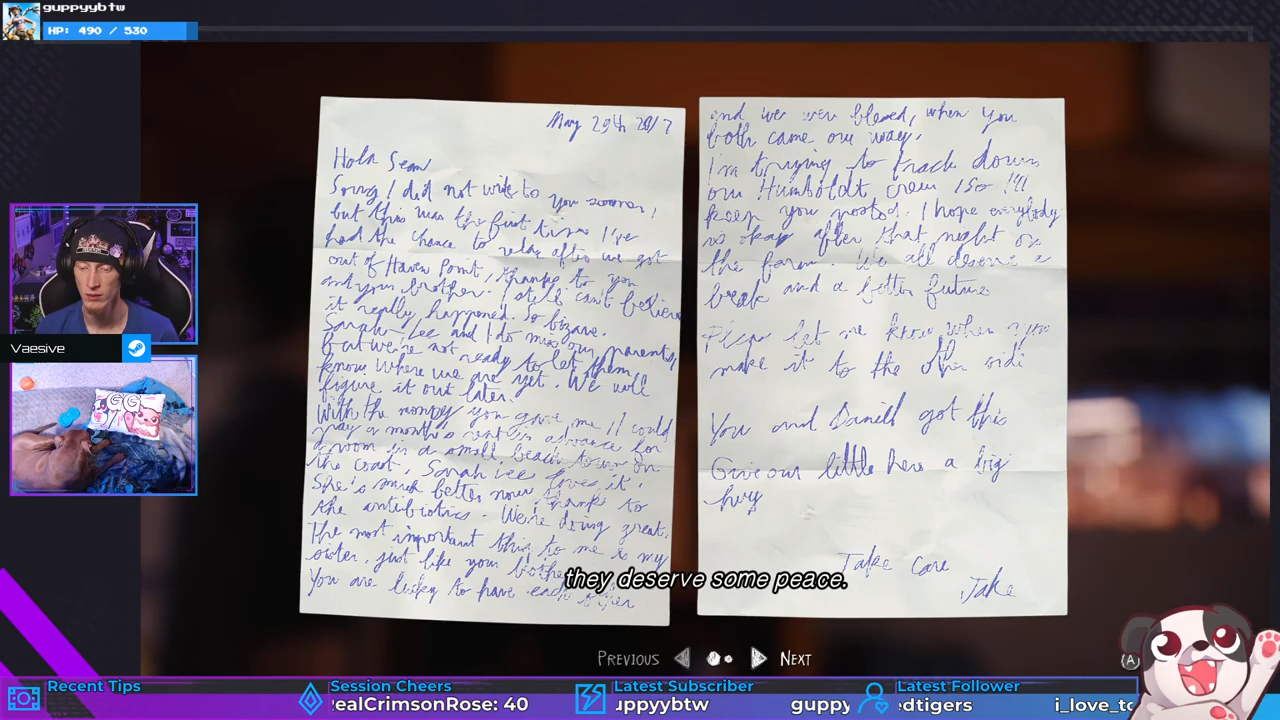 guppyybtw
HP: 490 / 530
May 29th 2017
Hola Sean
Sorry I did not write to you sooner,
but this was the first time I've
had the chance to relax after we got
out of Haven Point, thanks to you
and your brother. I still can't believe
it really happened. So bizarre.
Sarah Lee and I do miss our parents,
but we're not ready to let them
know where we are yet. We will
figure it out later.
With the money you gave me, I could
pay a month's rent in advance for
a room in a small beach town on
the coast. Sarah Lee loves it.
She's much better now, thanks to
the antibiotics. We're doing great.
The most important thing to me is my
sister, just like your
You are lucky to have each other
and we were blessed, when you
both came our way.
I'm trying to track down
our Humboldt crew so I'll
keep you posted. I hope everybody
is okay after that night on
the farm. We all deserve a
break and a better future
Please let me know when you
make it to the other side
You and Daniel got this
Give our little hero a big
hug
Take care
Jake
they deserve some peace.
Vaesive
GG
PREVIOUS
NEXT
(A)
Recent Tips
Session Cheers
ealCrimsonRose: 40
Latest Subscriber
uppyybtw
guppy
Latest Follower
edtigers
i_love_to